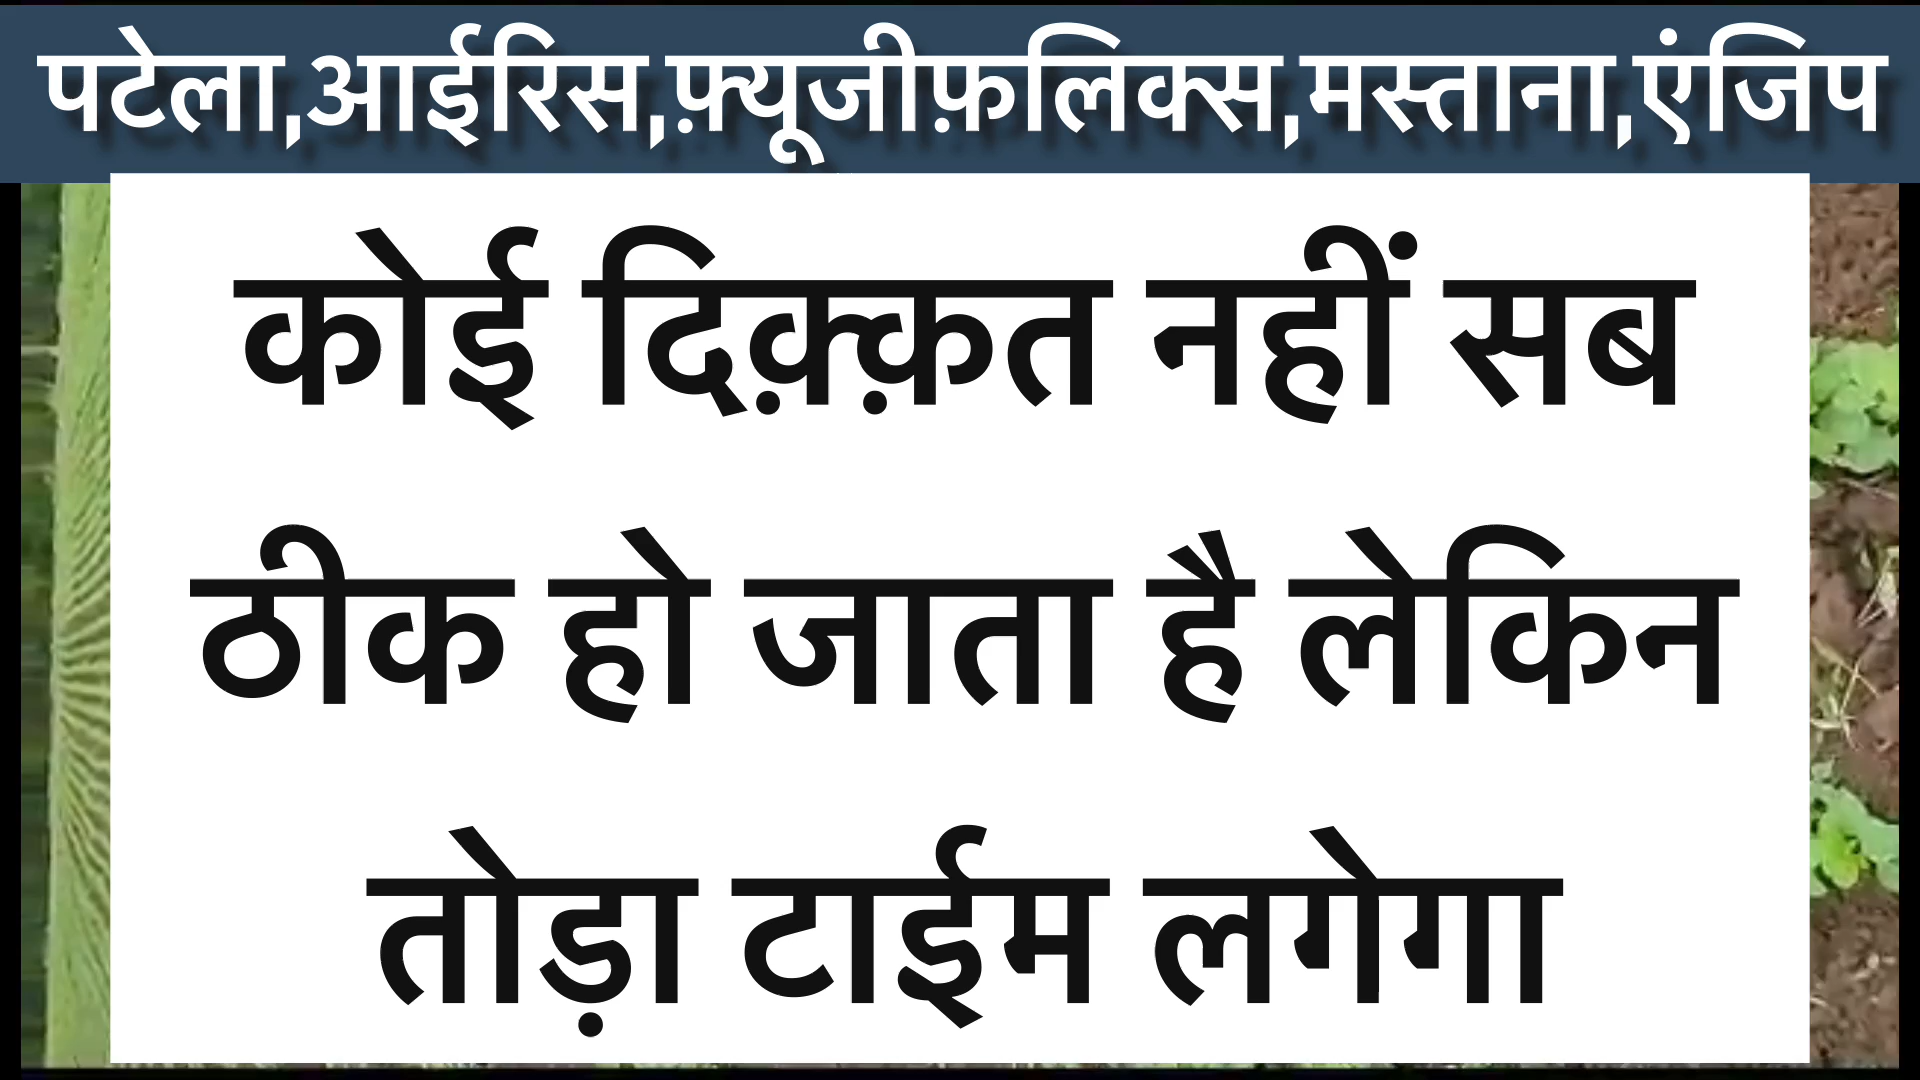 पटेला,आईरिस,फ़्यूजीफ़लिक्स,मस्ताना,एंजिप
कोई दिक़्क़त नहीं सब
ठीक हो जाता है लेकिन
तोड़ा टाईम लगेगा